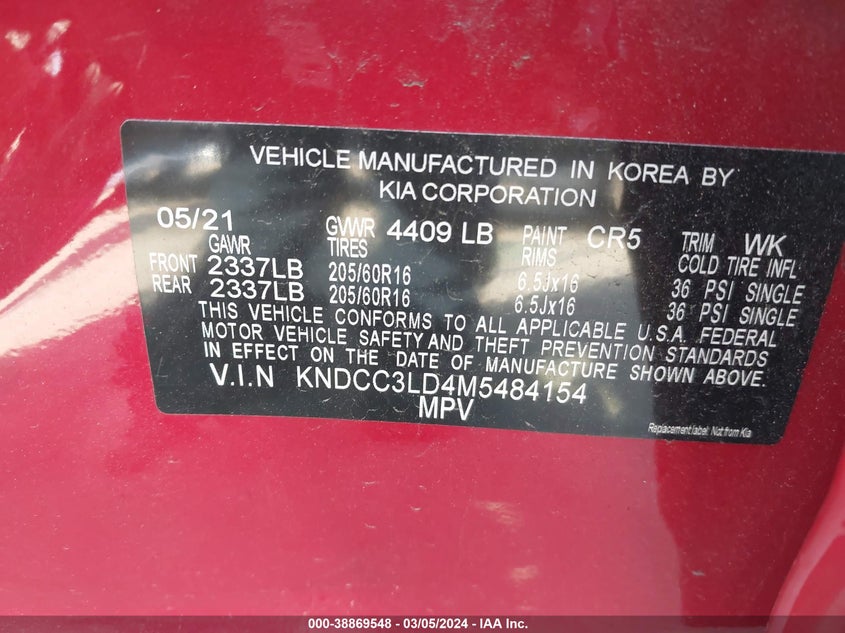 VEHICLE MANUFACTURED IN KOREA BY
KIA CORPORATION
05/21 GVWR 4409 LB PAINT CR5 TRIM WK
GAWR TIRES RIMS COLD TIRE INFL
FRONT 2337LB 205/60R16 6.5Jx16 36 PSI SINGLE
REAR 2337LB 205/60R16 6.5Jx16 36 PSI SINGLE
THIS VEHICLE CONFORMS TO ALL APPLICABLE U.S.A. FEDERAL
MOTOR VEHICLE SAFETY AND THEFT PREVENTION STANDARDS
IN EFFECT ON THE DATE OF MANUFACTURE SHOWN ABOVE.
V.I.N KNDCC3LD4M5484154
MPV
Replacement label: Not from Kia
000-38869548 - 03/05/2024 - IAA Inc.